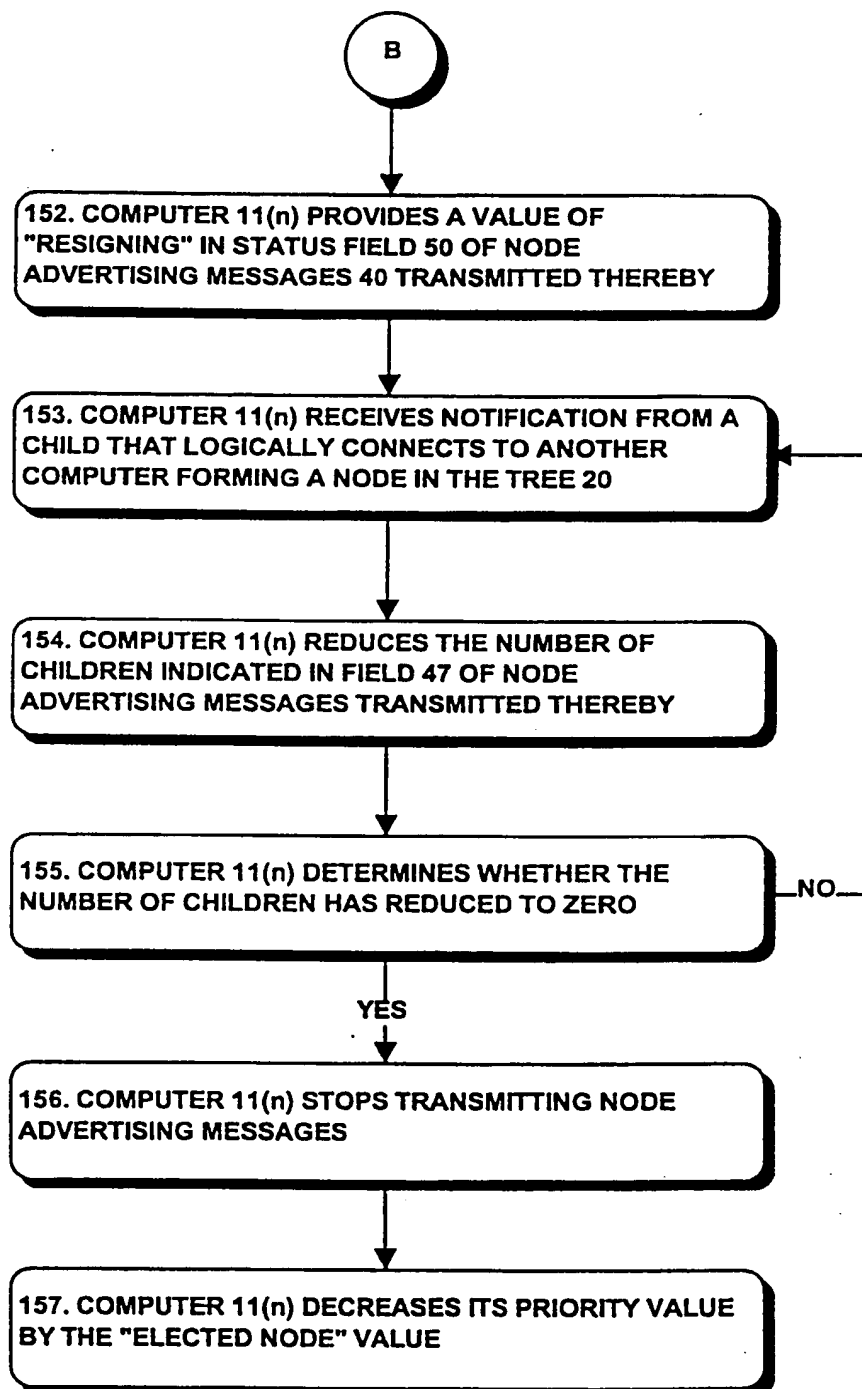 B
152. COMPUTER 11(n) PROVIDES A VALUE OF
"RESIGNING" IN STATUS FIELD 50 OF NODE
ADVERTISING MESSAGES 40 TRANSMITTED THEREBY
153. COMPUTER 11(n) RECEIVES NOTIFICATION FROM A
CHILD THAT LOGICALLY CONNECTS TO ANOTHER
COMPUTER FORMING A NODE IN THE TREE 20
154. COMPUTER 11(n) REDUCES THE NUMBER OF
CHILDREN INDICATED IN FIELD 47 OF NODE
ADVERTISING MESSAGES TRANSMITTED THEREBY
155. COMPUTER 11(n) DETERMINES WHETHER THE
NUMBER OF CHILDREN HAS REDUCED TO ZERO
NO
YES
156. COMPUTER 11(n) STOPS TRANSMITTING NODE
ADVERTISING MESSAGES
157. COMPUTER 11(n) DECREASES ITS PRIORITY VALUE
BY THE "ELECTED NODE" VALUE